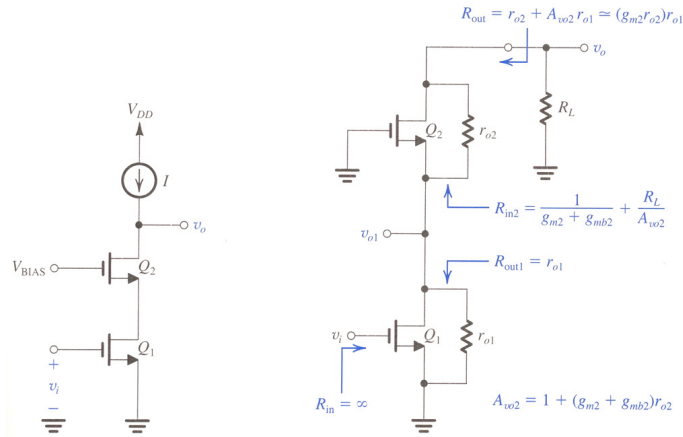 R_out = r_o2 + A_vo2 r_o1 ≃ (g_m2 r_o2)r_o1
v_o
V_DD
I
v_o
V_BIAS
Q_2
Q_1
+
v_i
−
R_L
Q_2
r_o2
R_in2 = 1/(g_m2 + g_mb2) + R_L/A_vo2
v_o1
R_out1 = r_o1
v_i
Q_1
r_o1
R_in = ∞
A_vo2 = 1 + (g_m2 + g_mb2)r_o2